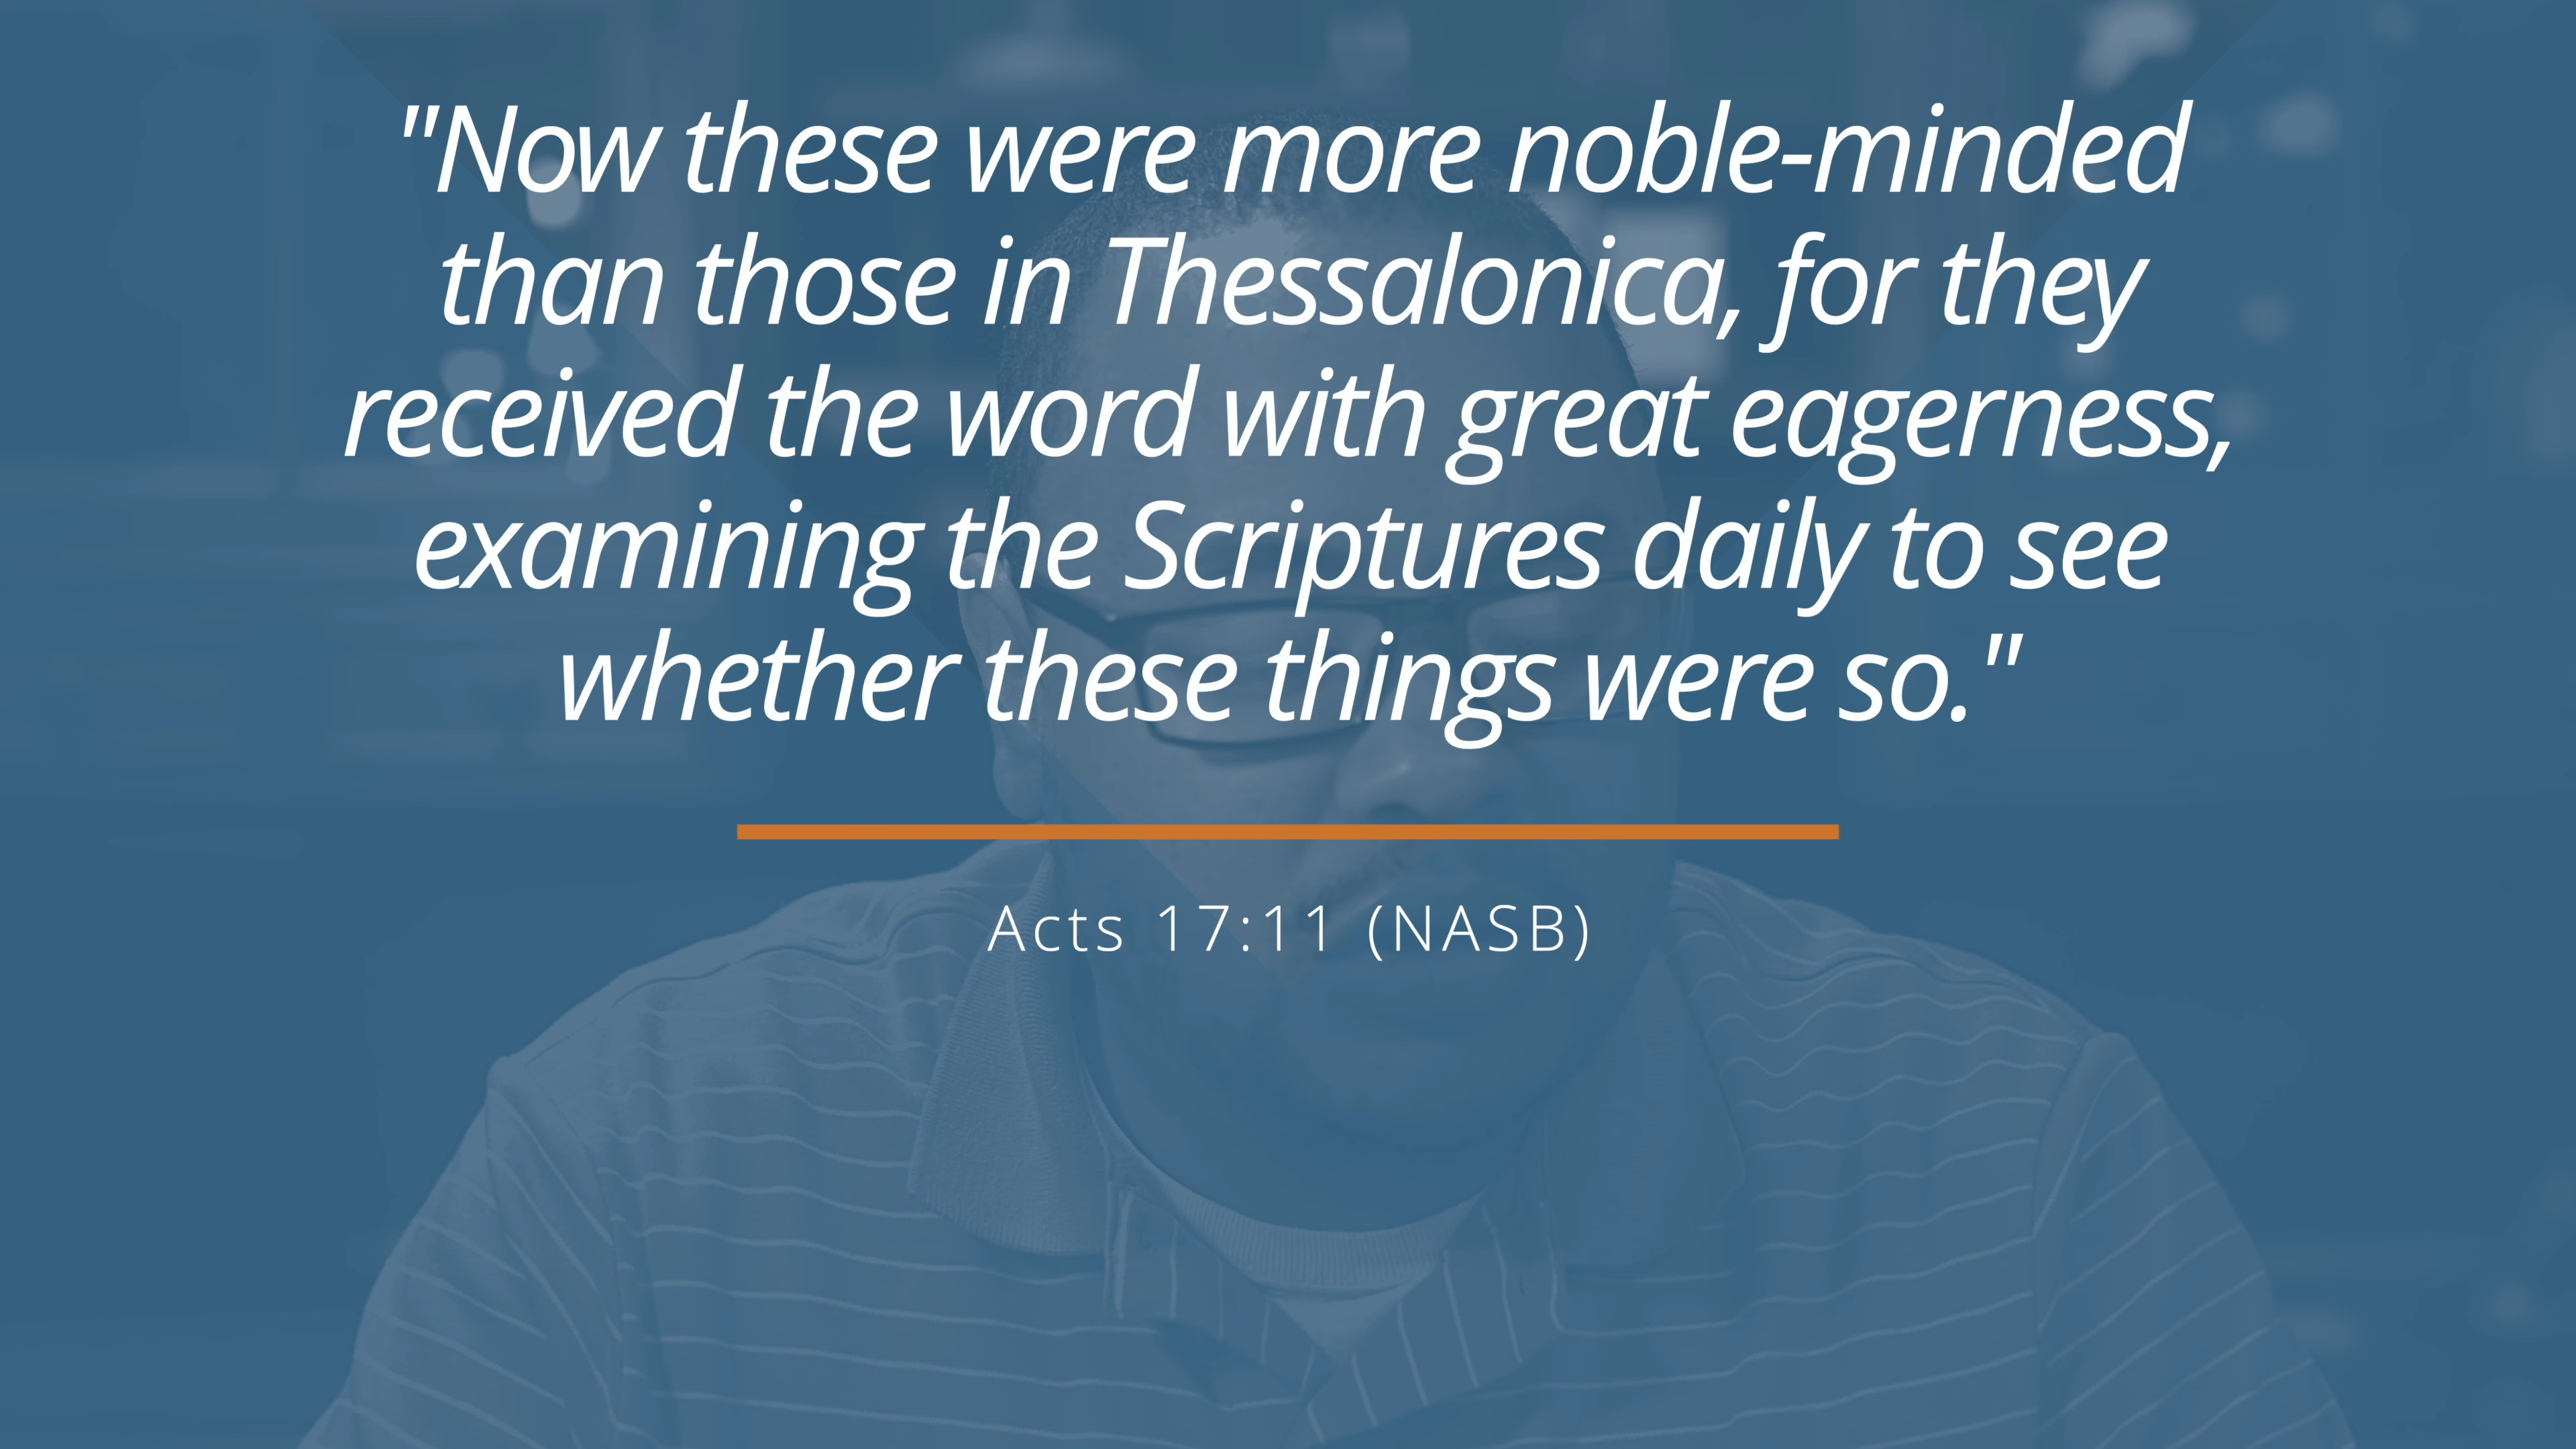 "Now these were more noble-minded
than those in Thessalonica, for they
received the word with great eagerness,
examining the Scriptures daily to see
whether these things were so."
Acts 17:11 (NASB)